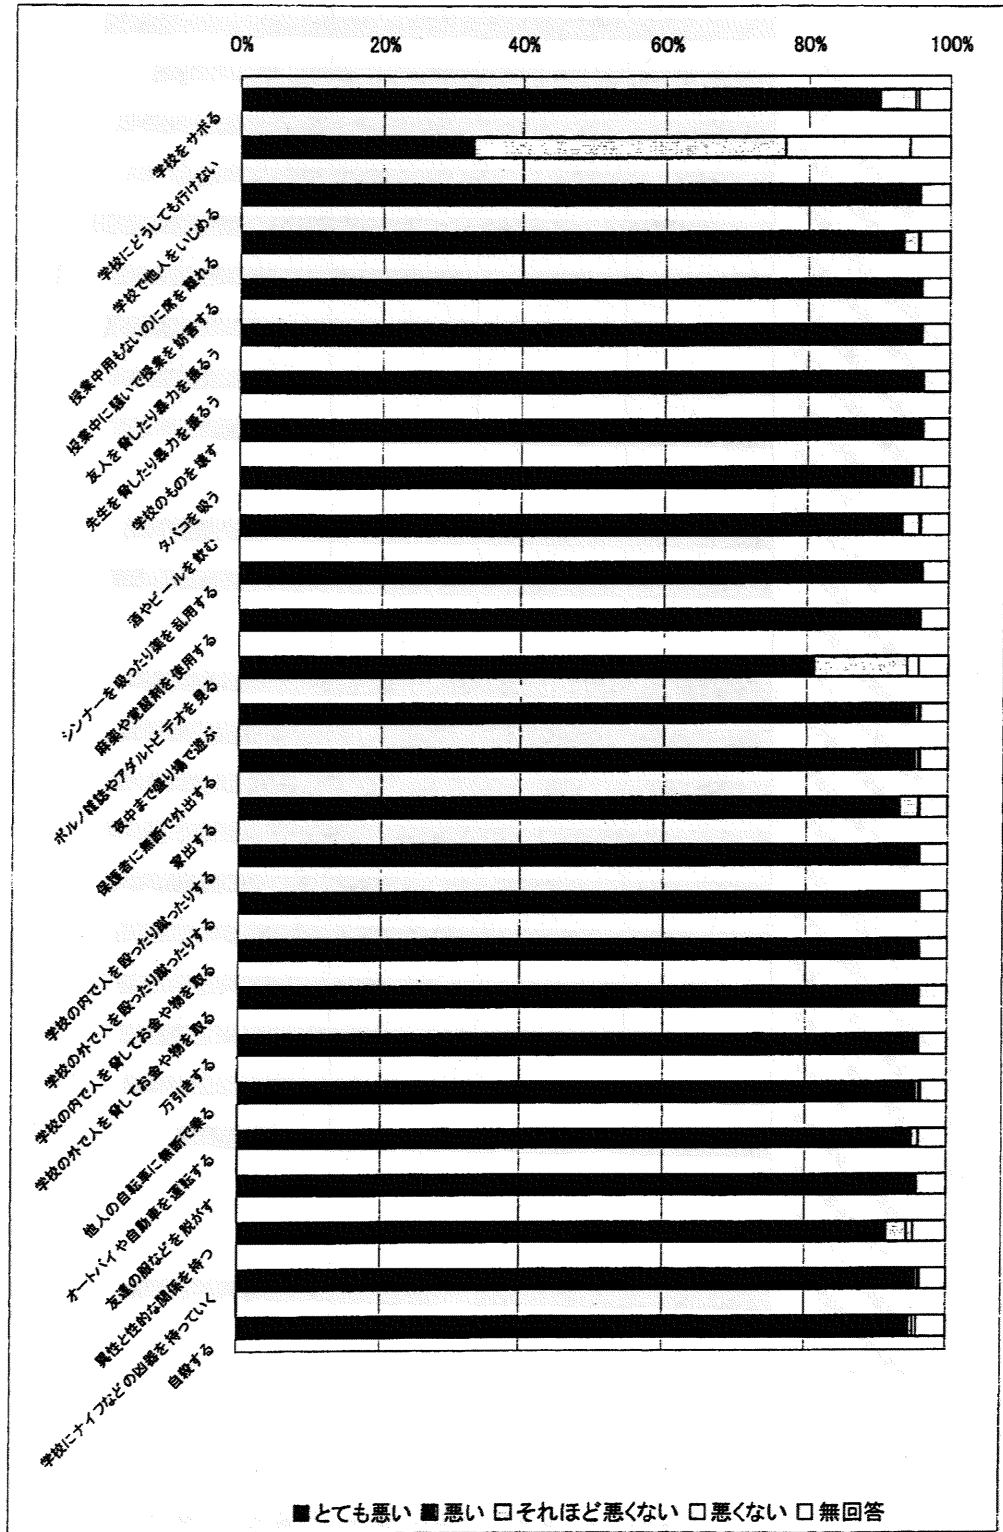 0% 20% 40% 60% 80% 100%
学校をサボる
学校にどうしても行けない
学校で他人をいじめる
授業中用もないのに席を離れる
授業中に騒いで授業を妨害する
友人を脅したり暴力を振るう
先生を脅したり暴力を振るう
学校のものを壊す
タバコを吸う
酒やビールを飲む
シンナーを吸ったり薬を乱用する
麻薬や覚醒剤を使用する
ポルノ雑誌やアダルトビデオを見る
夜中まで盛り場で遊ぶ
保護者に無断で外出する
家出する
学校の内で人を殴ったり蹴ったりする
学校の外で人を殴ったり蹴ったりする
学校の内で人を脅してお金や物を取る
学校の外で人を脅してお金や物を取る
万引きする
他人の自転車に無断で乗る
オートバイや自動車を運転する
友達の服などを脱がす
異性と性的な関係を持つ
学校にナイフなどの凶器を持っていく
自殺する
■とても悪い ■悪い □それほど悪くない □悪くない □無回答